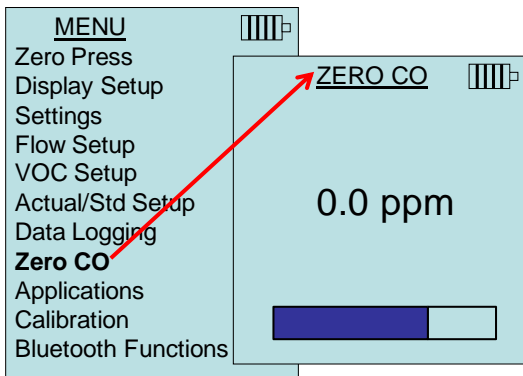 MENU
Zero Press
Display Setup
Settings
Flow Setup
VOC Setup
Actual/Std Setup
Data Logging
Zero CO
Applications
Calibration
Bluetooth Functions
ZERO CO
0.0 ppm